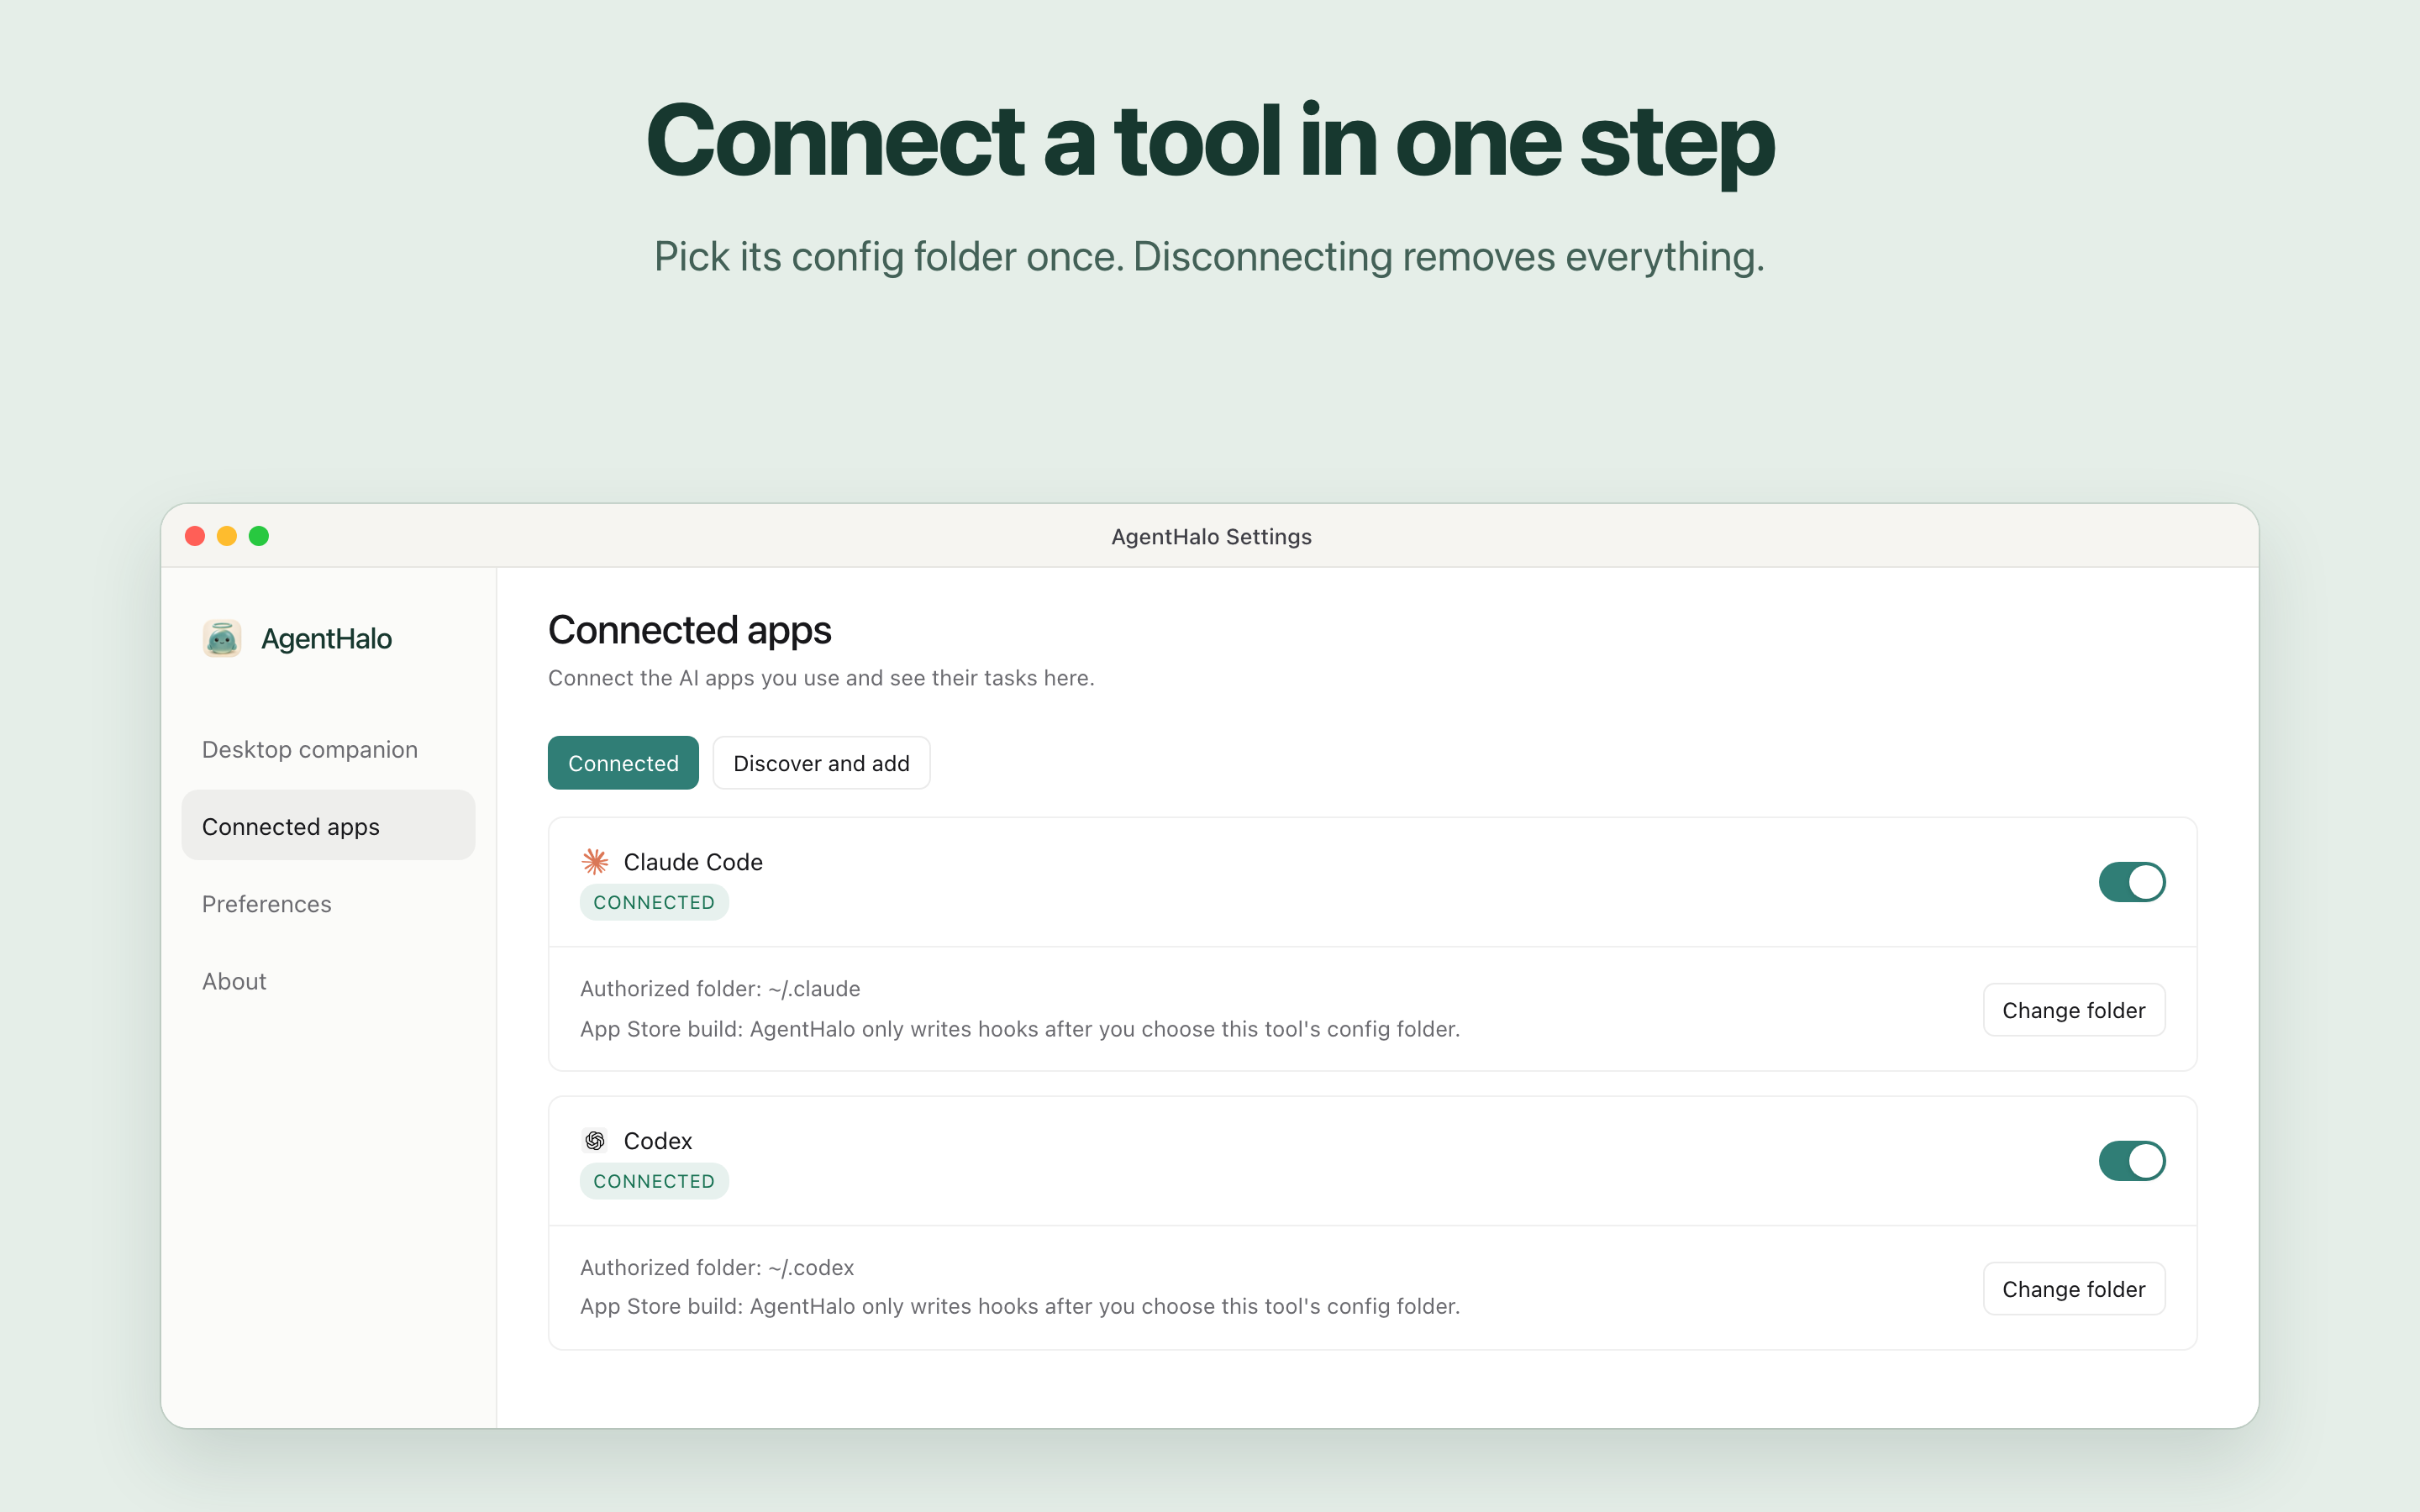 Connect a tool in one step
Pick its config folder once. Disconnecting removes everything.
AgentHalo Settings
AgentHalo
Desktop companion
Connected apps
Preferences
About
Connected apps
Connect the AI apps you use and see their tasks here.
Connected
Discover and add
Claude Code
CONNECTED
Authorized folder: ~/.claude
App Store build: AgentHalo only writes hooks after you choose this tool's config folder.
Change folder
Codex
CONNECTED
Authorized folder: ~/.codex
App Store build: AgentHalo only writes hooks after you choose this tool's config folder.
Change folder